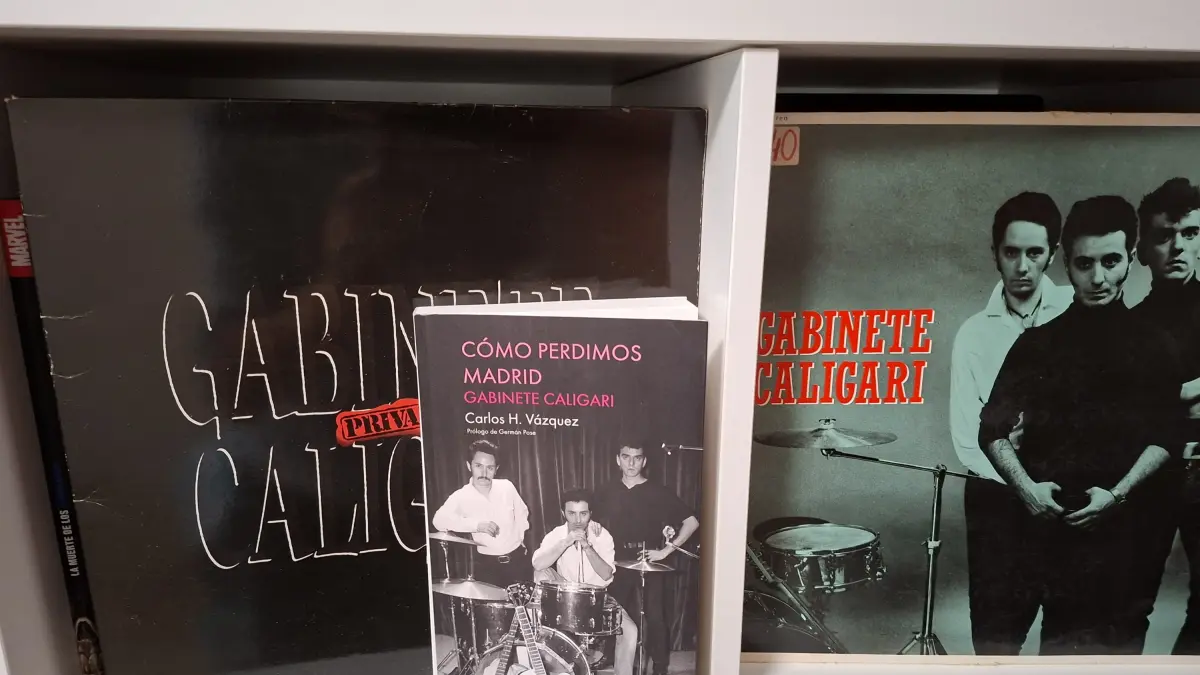 MARVEL
LA MUERTE DE LOS
GABIN
PRIVA
CALIG
CÓMO PERDIMOS
MADRID
GABINETE CALIGARI
Carlos H. Vázquez
Prólogo de Germán Pose
40
GABINETE
CALIGARI